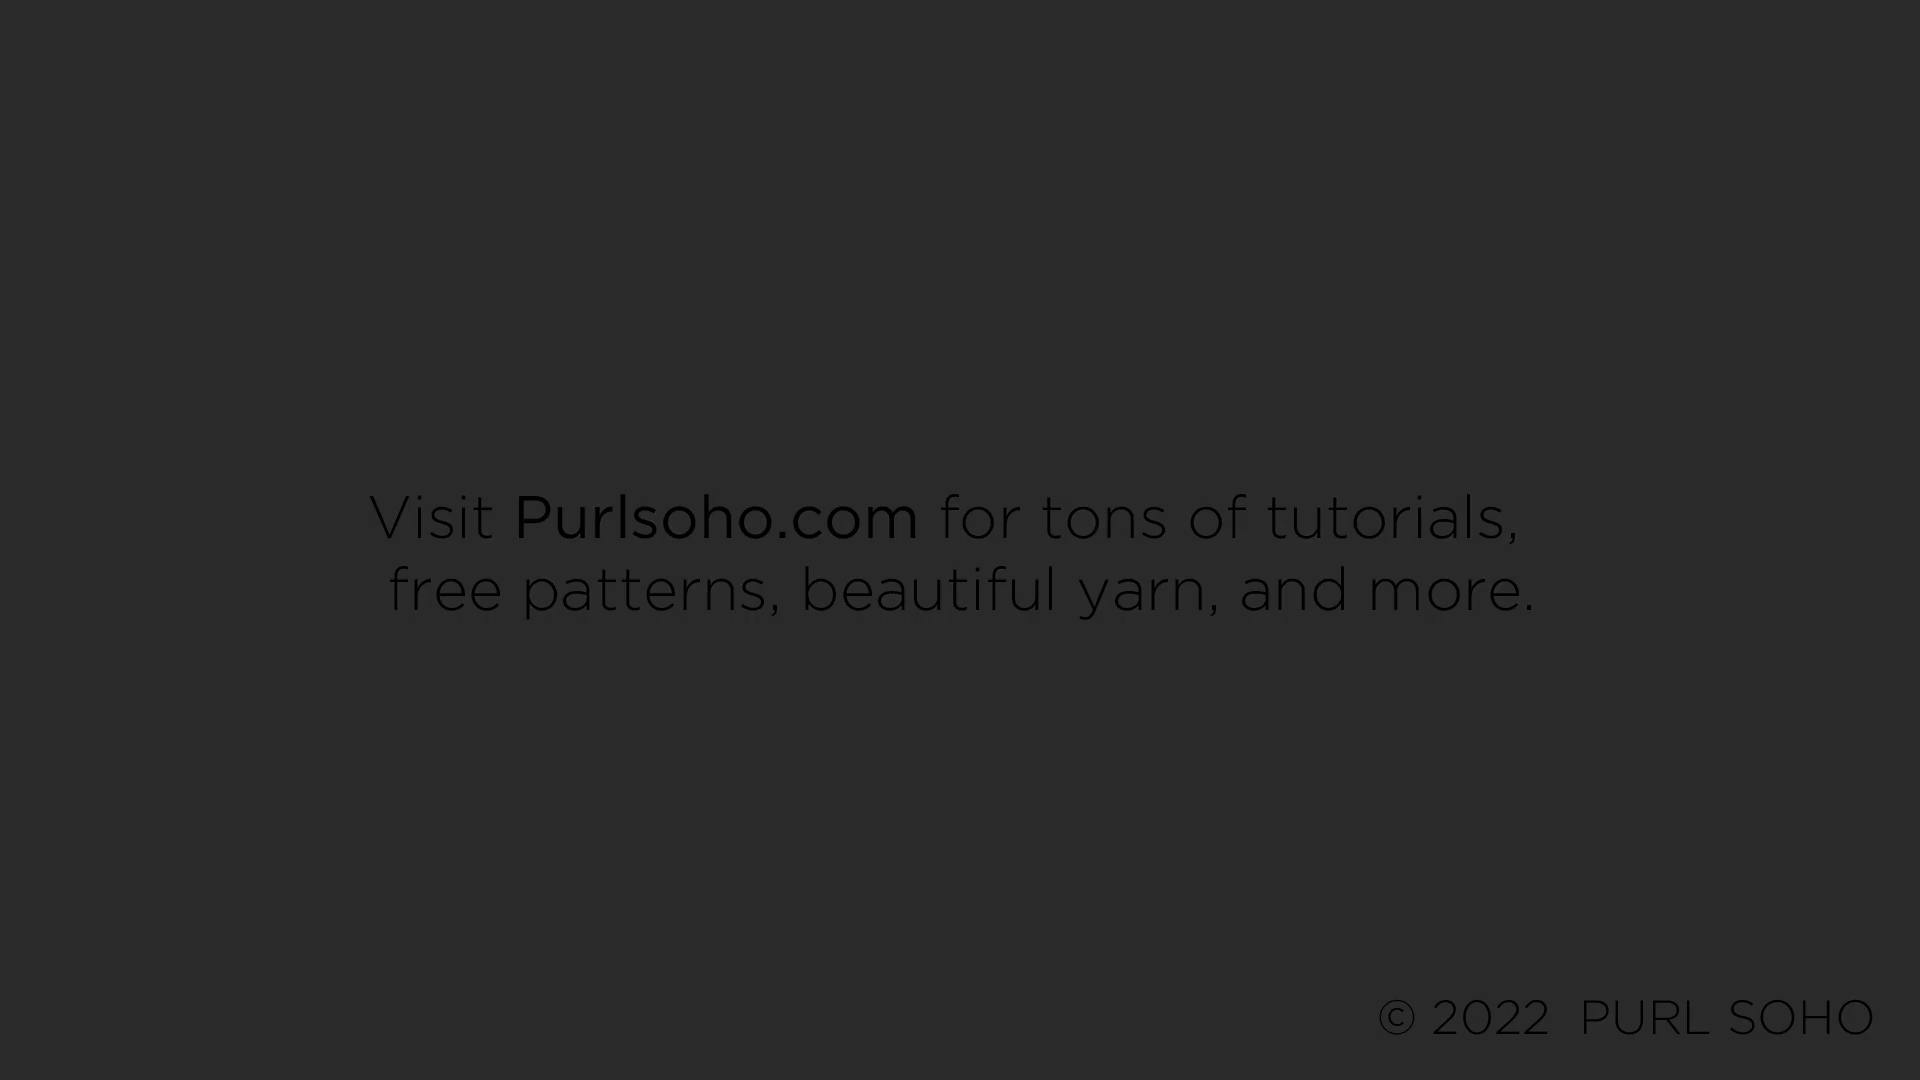 Visit Purlsoho.com for tons of tutorials,
free patterns, beautiful yarn, and more.
© 2022 PURL SOHO